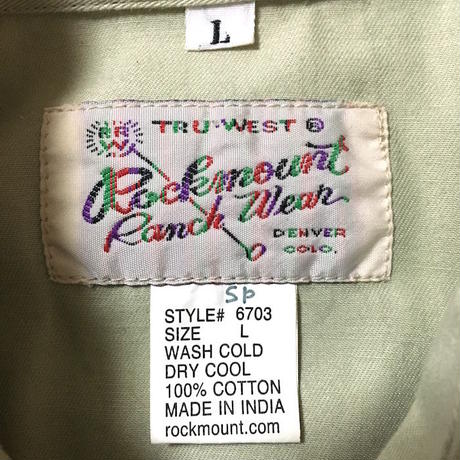 L
RRW
TRU-WEST ®
Rockmount
Ranch Wear
DENVER
COLO.
SP
STYLE# 6703
SIZE L
WASH COLD
DRY COOL
100% COTTON
MADE IN INDIA
rockmount.com